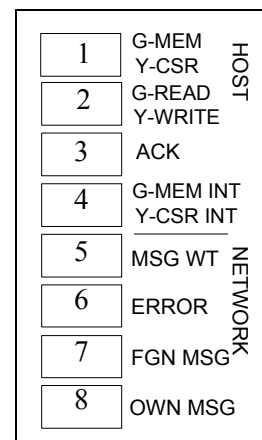 1 G-MEM
Y-CSR
2 G-READ
Y-WRITE
3 ACK
4 G-MEM INT
Y-CSR INT
HOST
5 MSG WT
6 ERROR
7 FGN MSG
8 OWN MSG
NETWORK